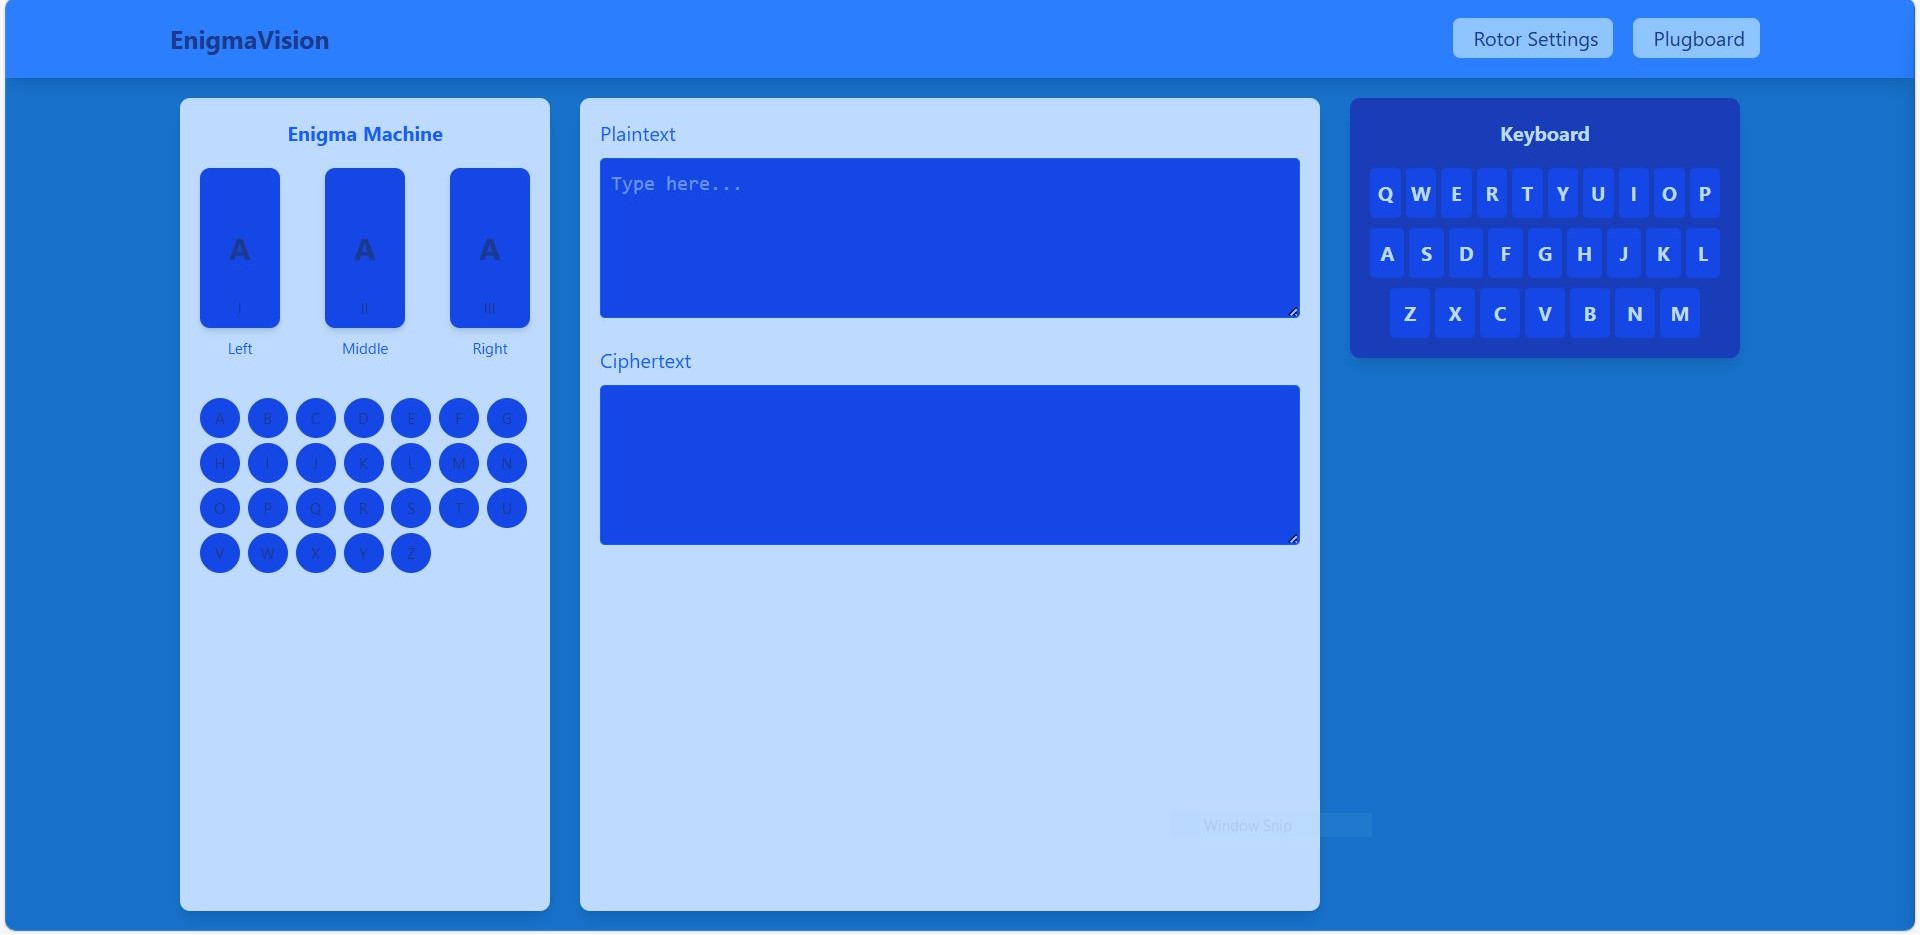 EnigmaVision
Rotor Settings
Plugboard
Enigma Machine
A A A
I II III
Left Middle Right
A B C D E F G
H I J K L M N
O P Q R S T U
V W X Y Z
Plaintext
Type here...
Ciphertext
Keyboard
Q W E R T Y U I O P
A S D F G H J K L
Z X C V B N M
Window Snip